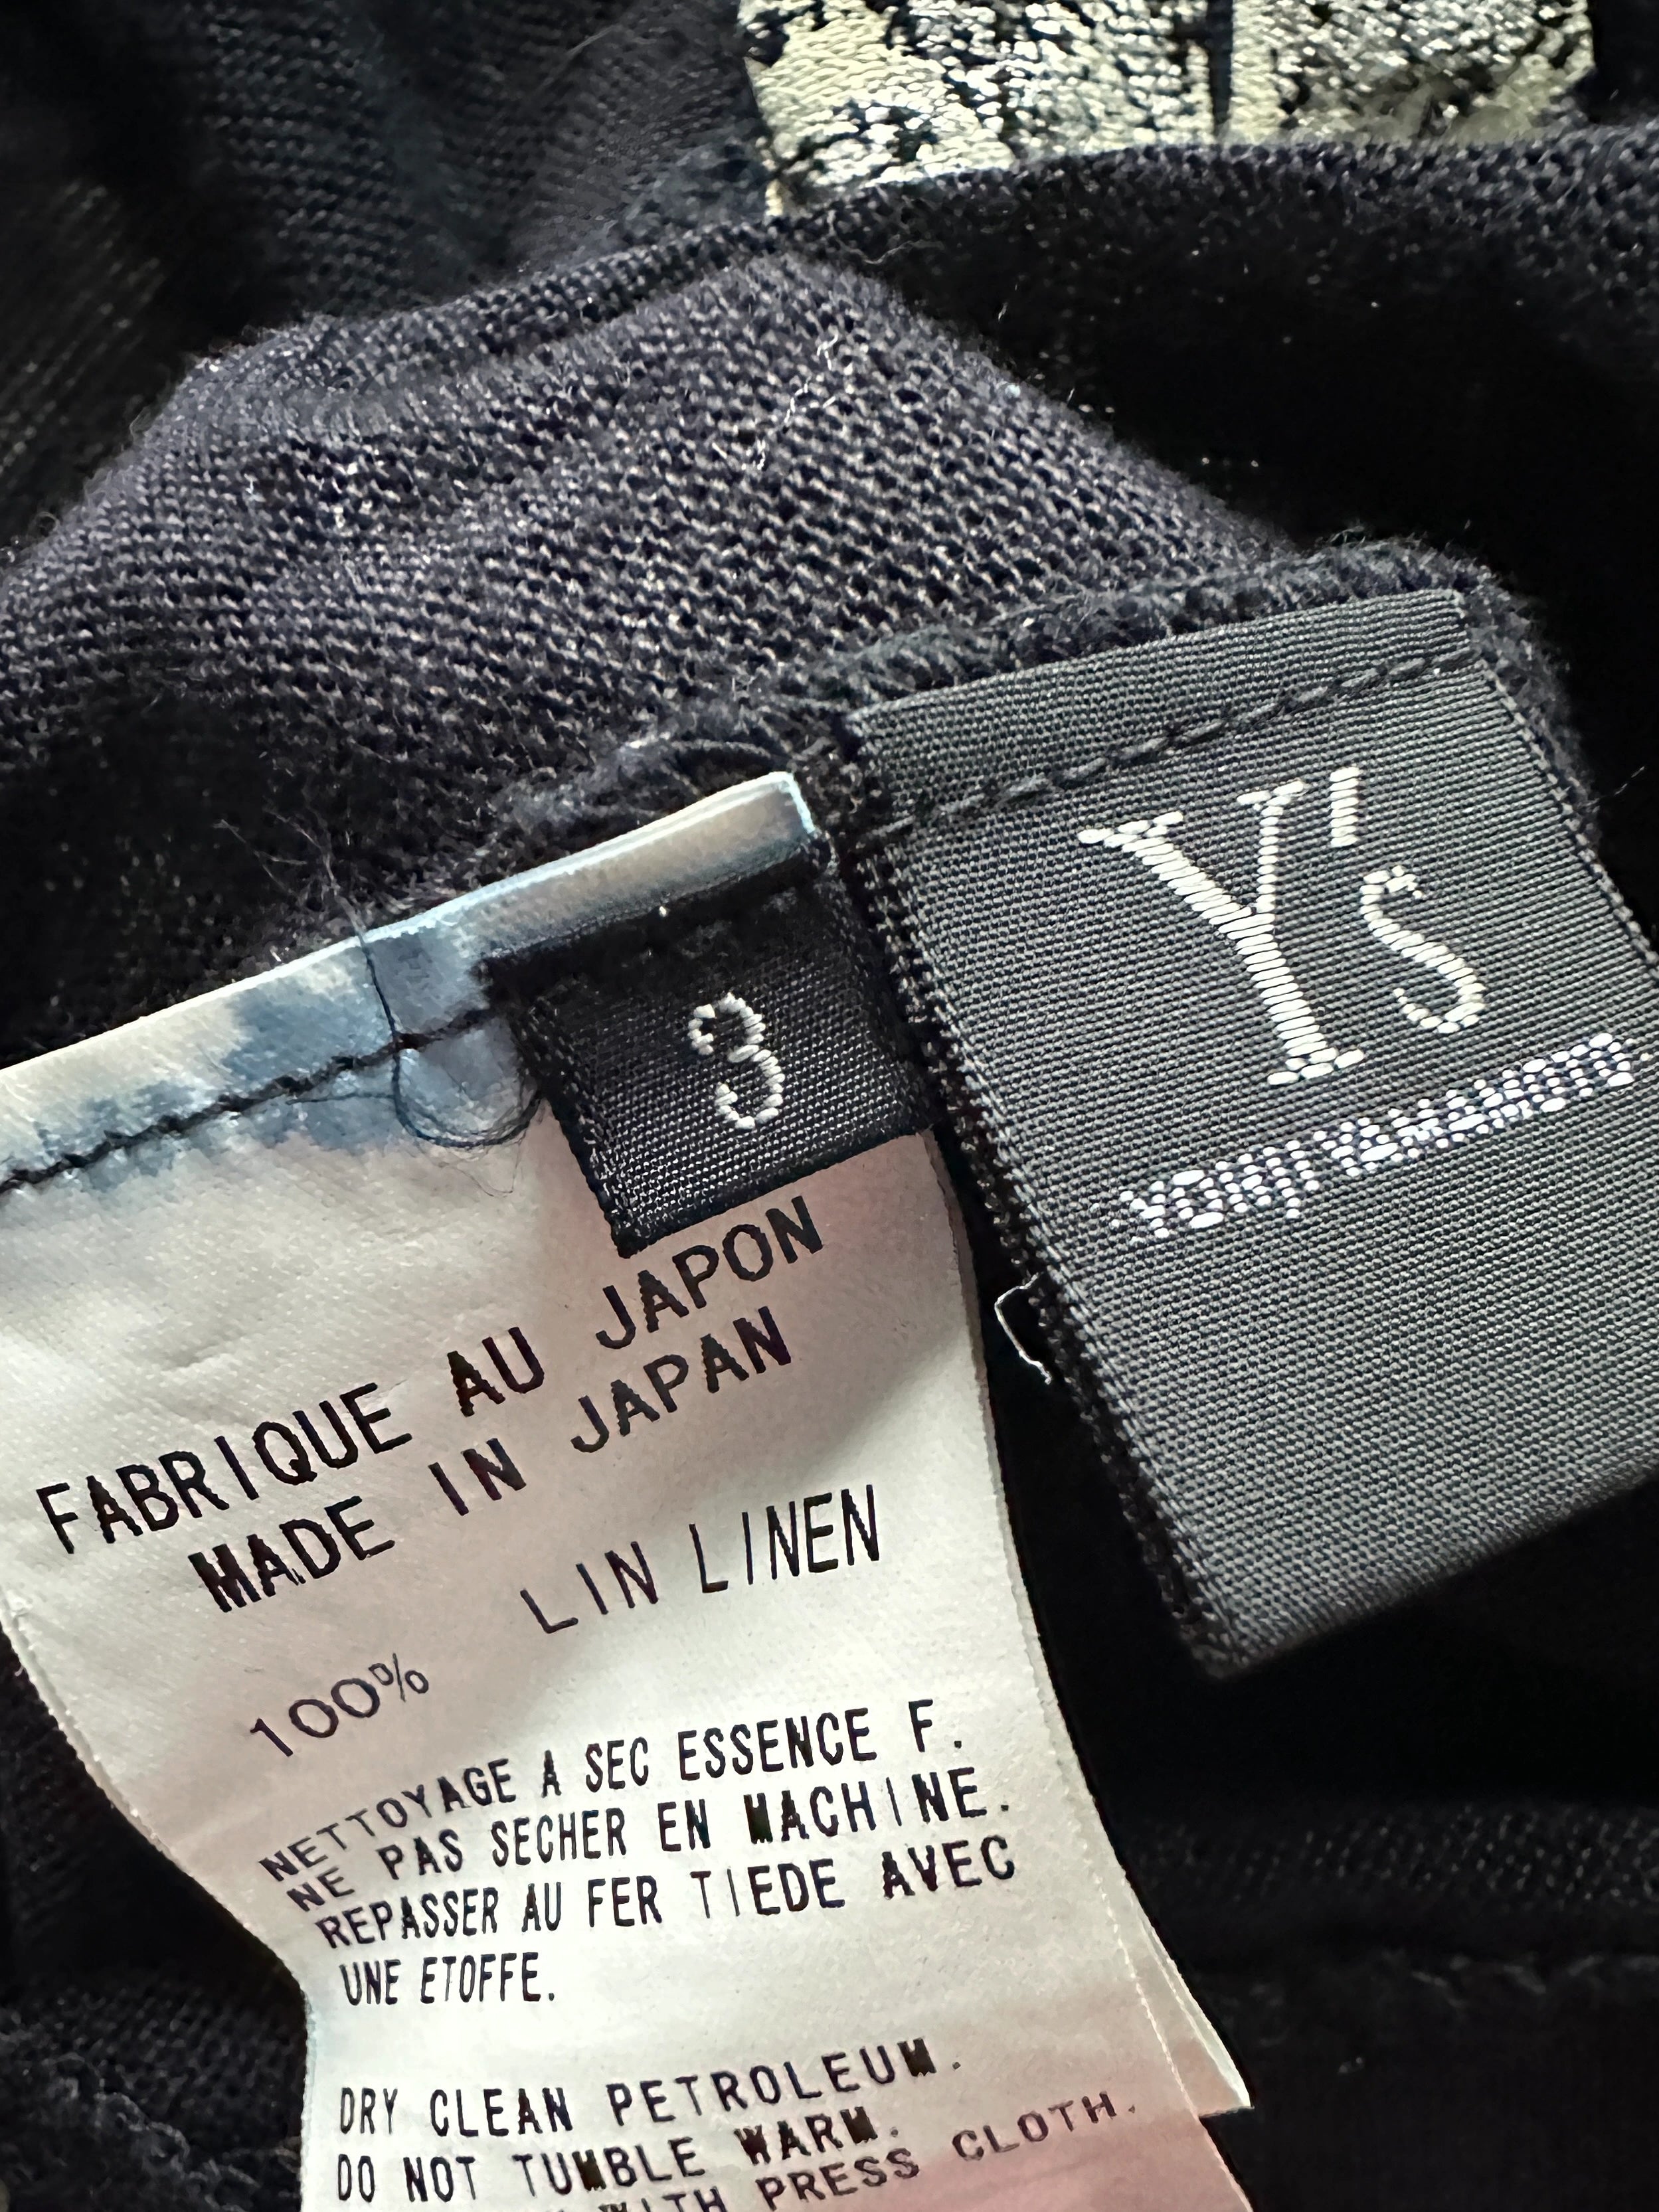 Y's
YOHJI YAMAMOTO
3
FABRIQUE AU JAPON
MADE IN JAPAN
LIN LINEN
100%
NETTOYAGE A SEC ESSENCE F.
NE PAS SECHER EN MACHINE.
REPASSER AU FER TIEDE AVEC
UNE ETOFFE.
DRY CLEAN PETROLEUM.
DO NOT TUMBLE WARM.
WITH PRESS CLOTH.